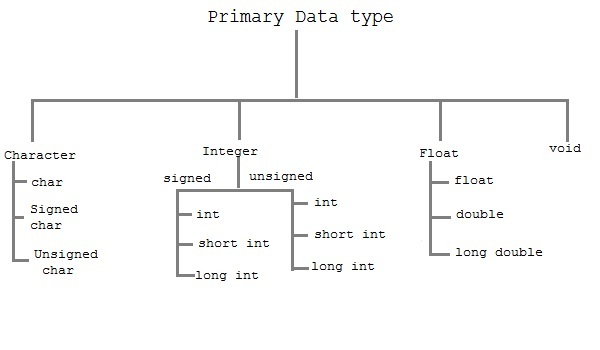 Primary Data type
Character
Integer
Float
void
char
Signed
char
Unsigned
char
signed
unsigned
int
short int
long int
int
short int
long int
float
double
long double